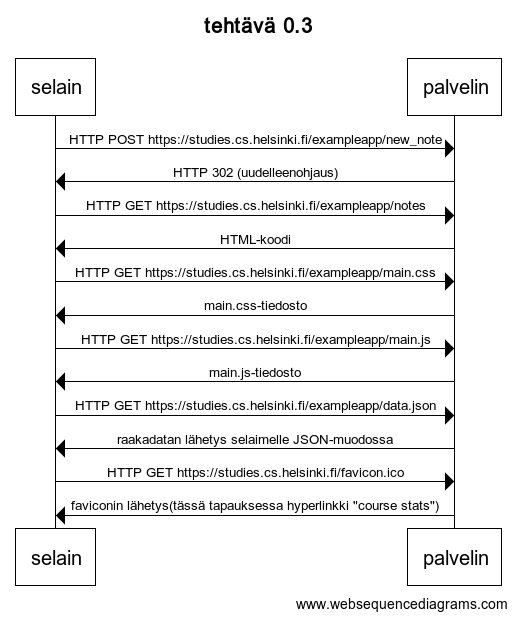 tehtävä 0.3
selain
palvelin
HTTP POST https://studies.cs.helsinki.fi/exampleapp/new_note
HTTP 302 (uudelleenohjaus)
HTTP GET https://studies.cs.helsinki.fi/exampleapp/notes
HTML-koodi
HTTP GET https://studies.cs.helsinki.fi/exampleapp/main.css
main.css-tiedosto
HTTP GET https://studies.cs.helsinki.fi/exampleapp/main.js
main.js-tiedosto
HTTP GET https://studies.cs.helsinki.fi/exampleapp/data.json
raakadatan lähetys selaimelle JSON-muodossa
HTTP GET https://studies.cs.helsinki.fi/favicon.ico
faviconin lähetys(tässä tapauksessa hyperlinkki "course stats")
selain
palvelin
www.websequencediagrams.com